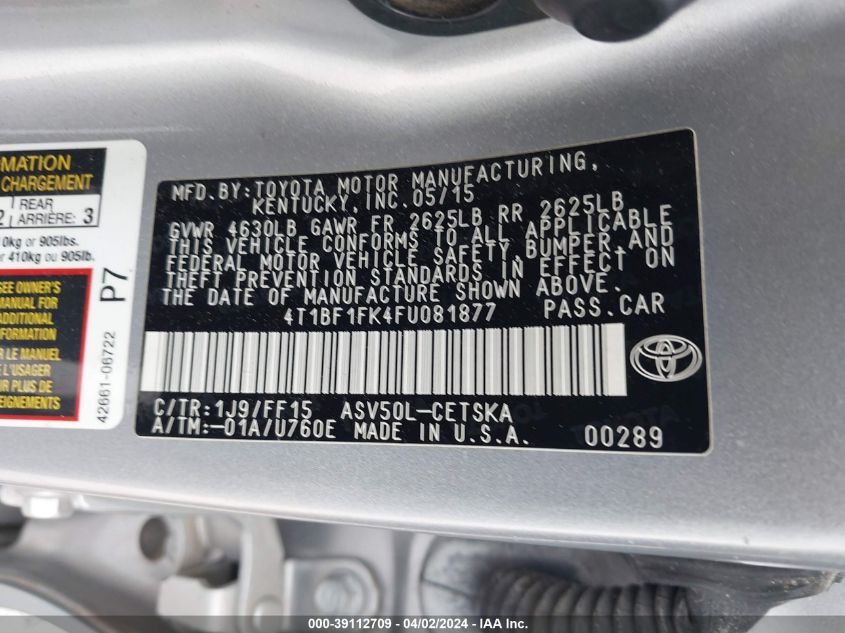 MATION
CHARGEMENT
2 REAR ARRIÈRE: 3
0kg or 905lbs.
r 410kg ou 905lb.
SEE OWNER'S
MANUAL FOR
ADDITIONAL
INFORMATION
R LE MANUEL
L'USAGER
UR PLUS DE
EIGNEMENTS
P7
42661-06722
MFD. BY: TOYOTA MOTOR MANUFACTURING,
KENTUCKY, INC. 05/15
GVWR 4630LB GAWR FR 2625LB RR 2625LB
THIS VEHICLE CONFORMS TO ALL APPLICABLE
FEDERAL MOTOR VEHICLE SAFETY, BUMPER, AND
THEFT PREVENTION STANDARDS IN EFFECT ON
THE DATE OF MANUFACTURE SHOWN ABOVE.
4T1BF1FK4FU081877 PASS. CAR
C/TR: 1J9/FF15 ASV50L-CETSKA
A/TM:-01A/U760E MADE IN U.S.A. 00289
TOYOTA
000-39112709 - 04/02/2024 - IAA Inc.